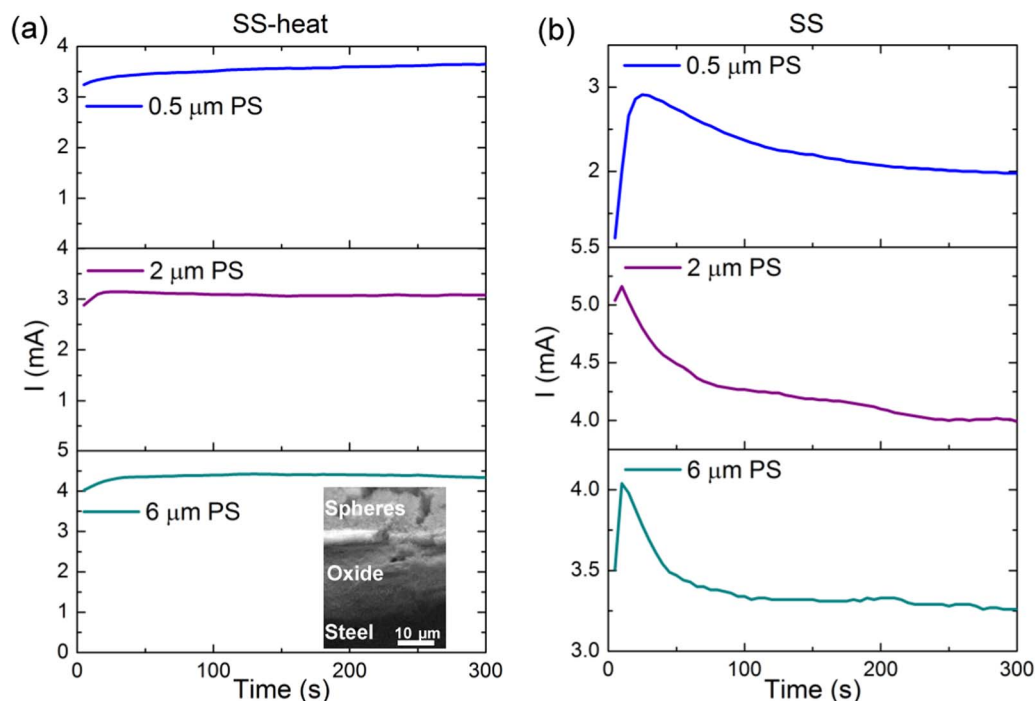 (a)
SS-heat
4
3
2
1
0.5 μm PS
4
3
2
1
2 μm PS
I (mA)
5
4
3
2
1
0
6 μm PS
Spheres
Oxide
Steel
10 μm
0 100 200 300
Time (s)
(b)
SS
3
2
0.5 μm PS
5.5
5.0
4.5
4.0
2 μm PS
I (mA)
4.0
3.5
3.0
6 μm PS
0 100 200 300
Time (s)